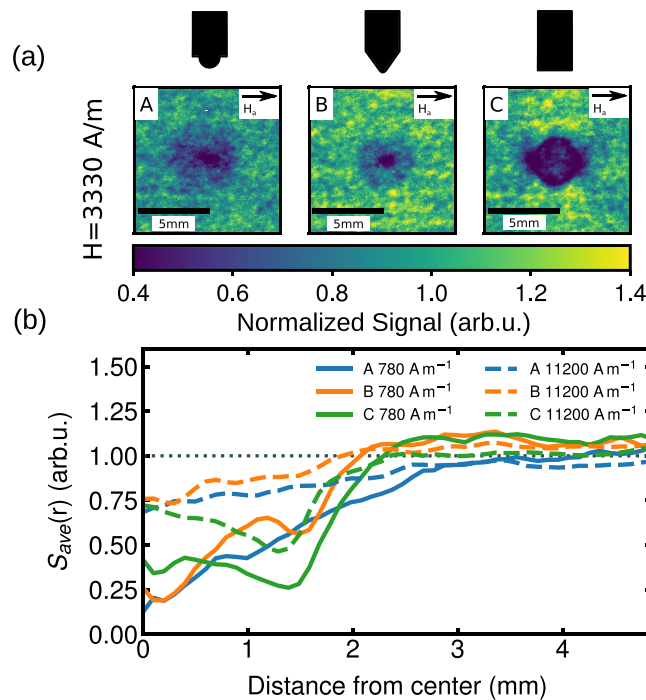 (a)
H=3330 A/m
A
Hₐ
B
Hₐ
C
Hₐ
5mm
5mm
5mm
0.4 0.6 0.8 1.0 1.2 1.4
Normalized Signal (arb.u.)
(b)
A 780 A m⁻¹ A 11200 A m⁻¹
B 780 A m⁻¹ B 11200 A m⁻¹
C 780 A m⁻¹ C 11200 A m⁻¹
1.50
1.25
1.00
0.75
0.50
0.25
0.00
Sₐᵥₑ(r) (arb.u.)
0 1 2 3 4
Distance from center (mm)